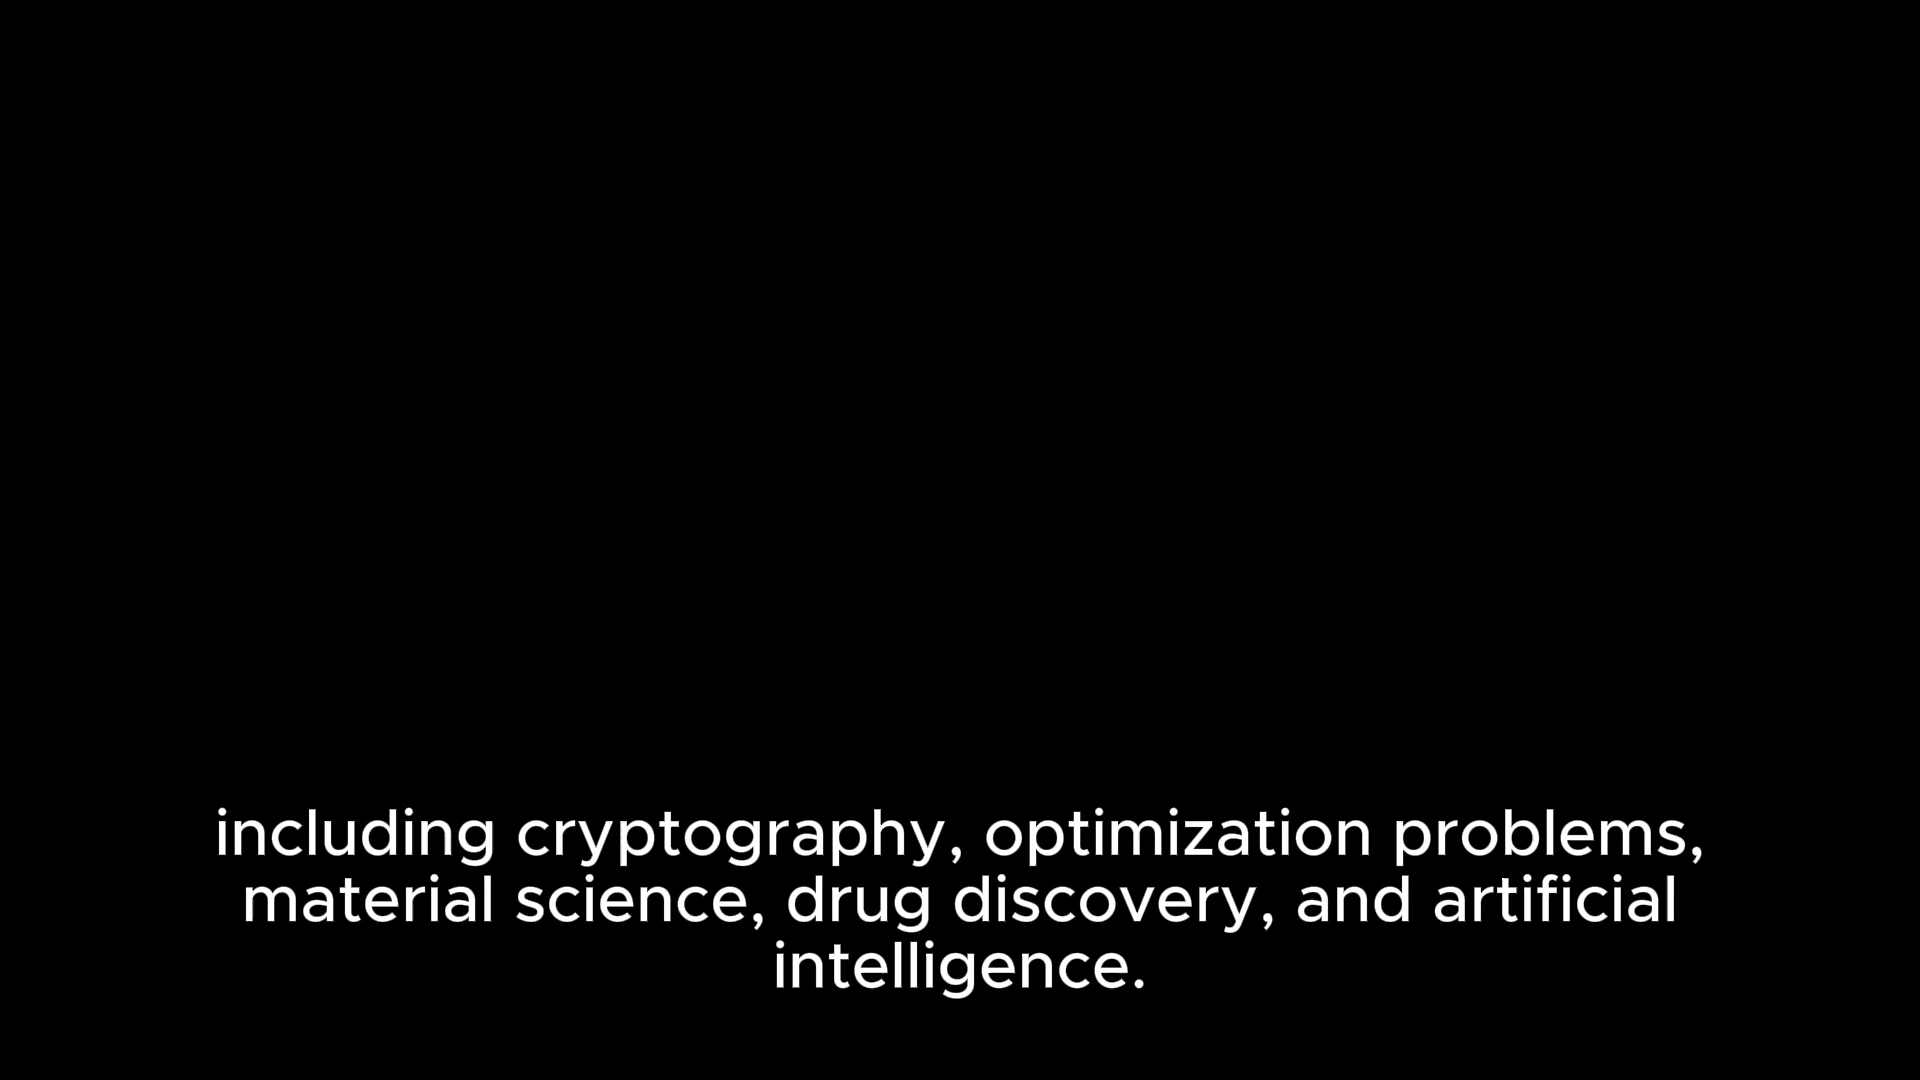 including cryptography, optimization problems,
material science, drug discovery, and artificial
intelligence.